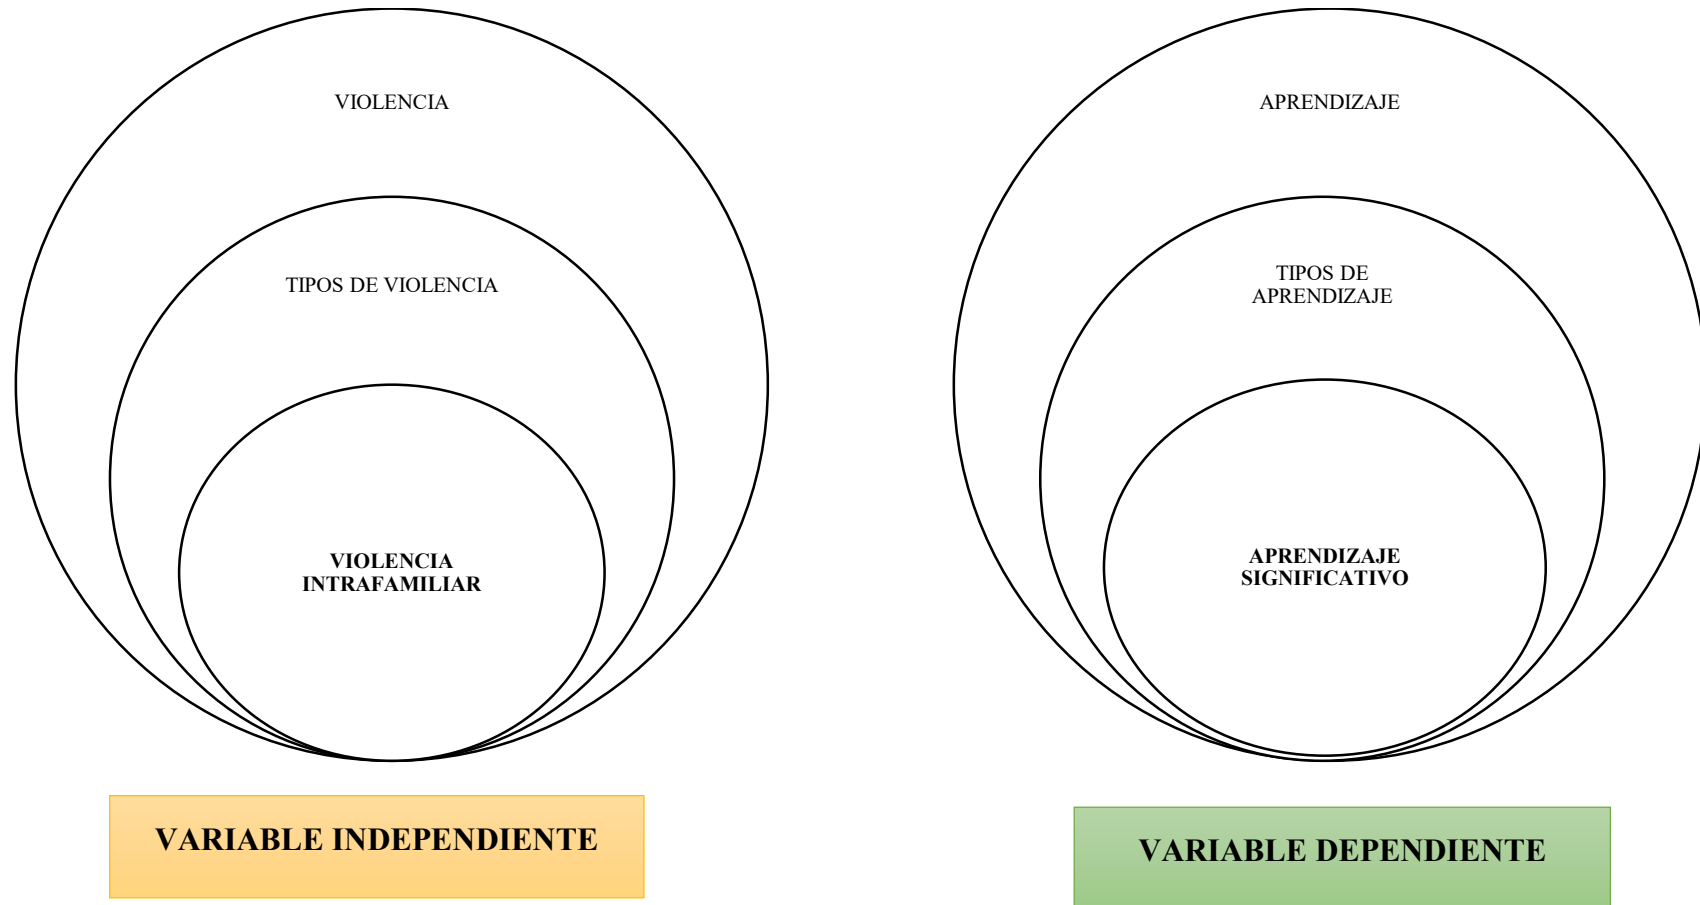 VIOLENCIA
TIPOS DE VIOLENCIA
VIOLENCIA
INTRAFAMILIAR
VARIABLE INDEPENDIENTE
APRENDIZAJE
TIPOS DE
APRENDIZAJE
APRENDIZAJE
SIGNIFICATIVO
VARIABLE DEPENDIENTE